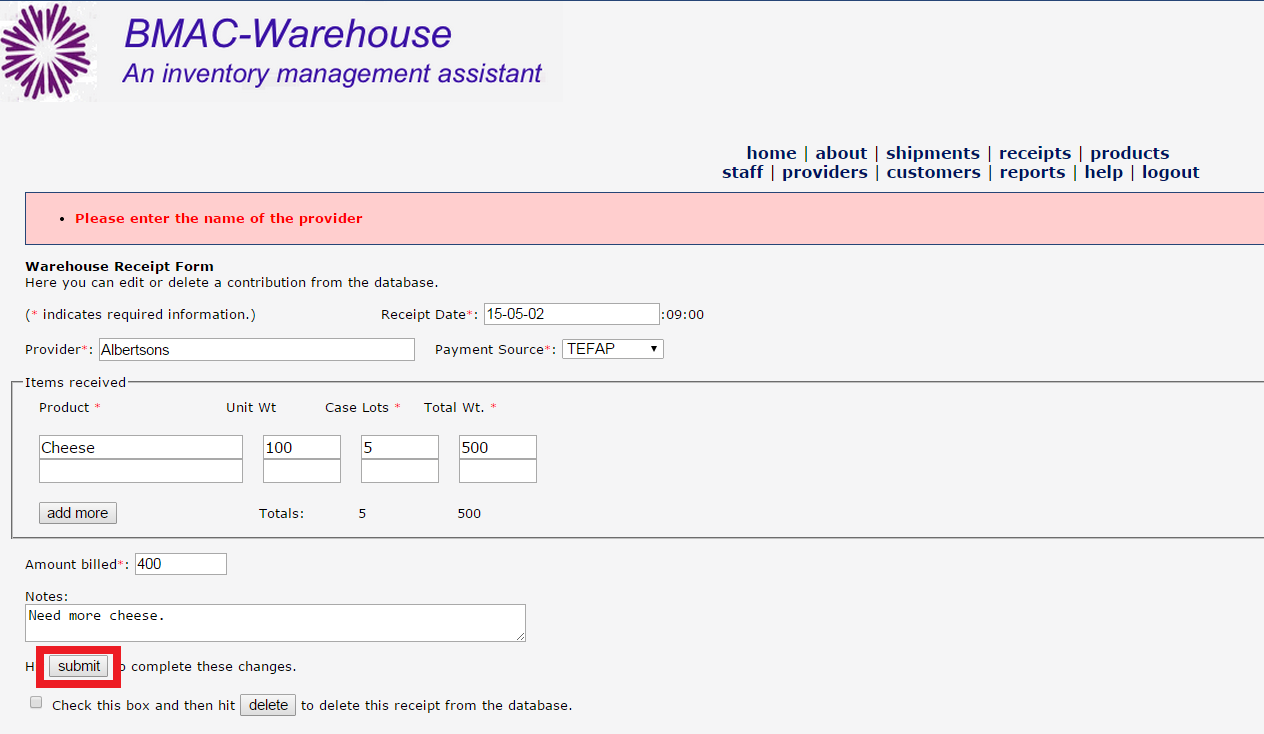 BMAC-Warehouse
An inventory management assistant
home | about | shipments | receipts | products
staff | providers | customers | reports | help | logout
• Please enter the name of the provider
Warehouse Receipt Form
Here you can edit or delete a contribution from the database.
(* indicates required information.) Receipt Date*: 15-05-02 :09:00
Provider*: Albertsons Payment Source*: TEFAP
Items received
Product * Unit Wt Case Lots * Total Wt. *
Cheese 100 5 500
add more Totals: 5 500
Amount billed*: 400
Notes:
Need more cheese.
submit complete these changes.
Check this box and then hit delete to delete this receipt from the database.